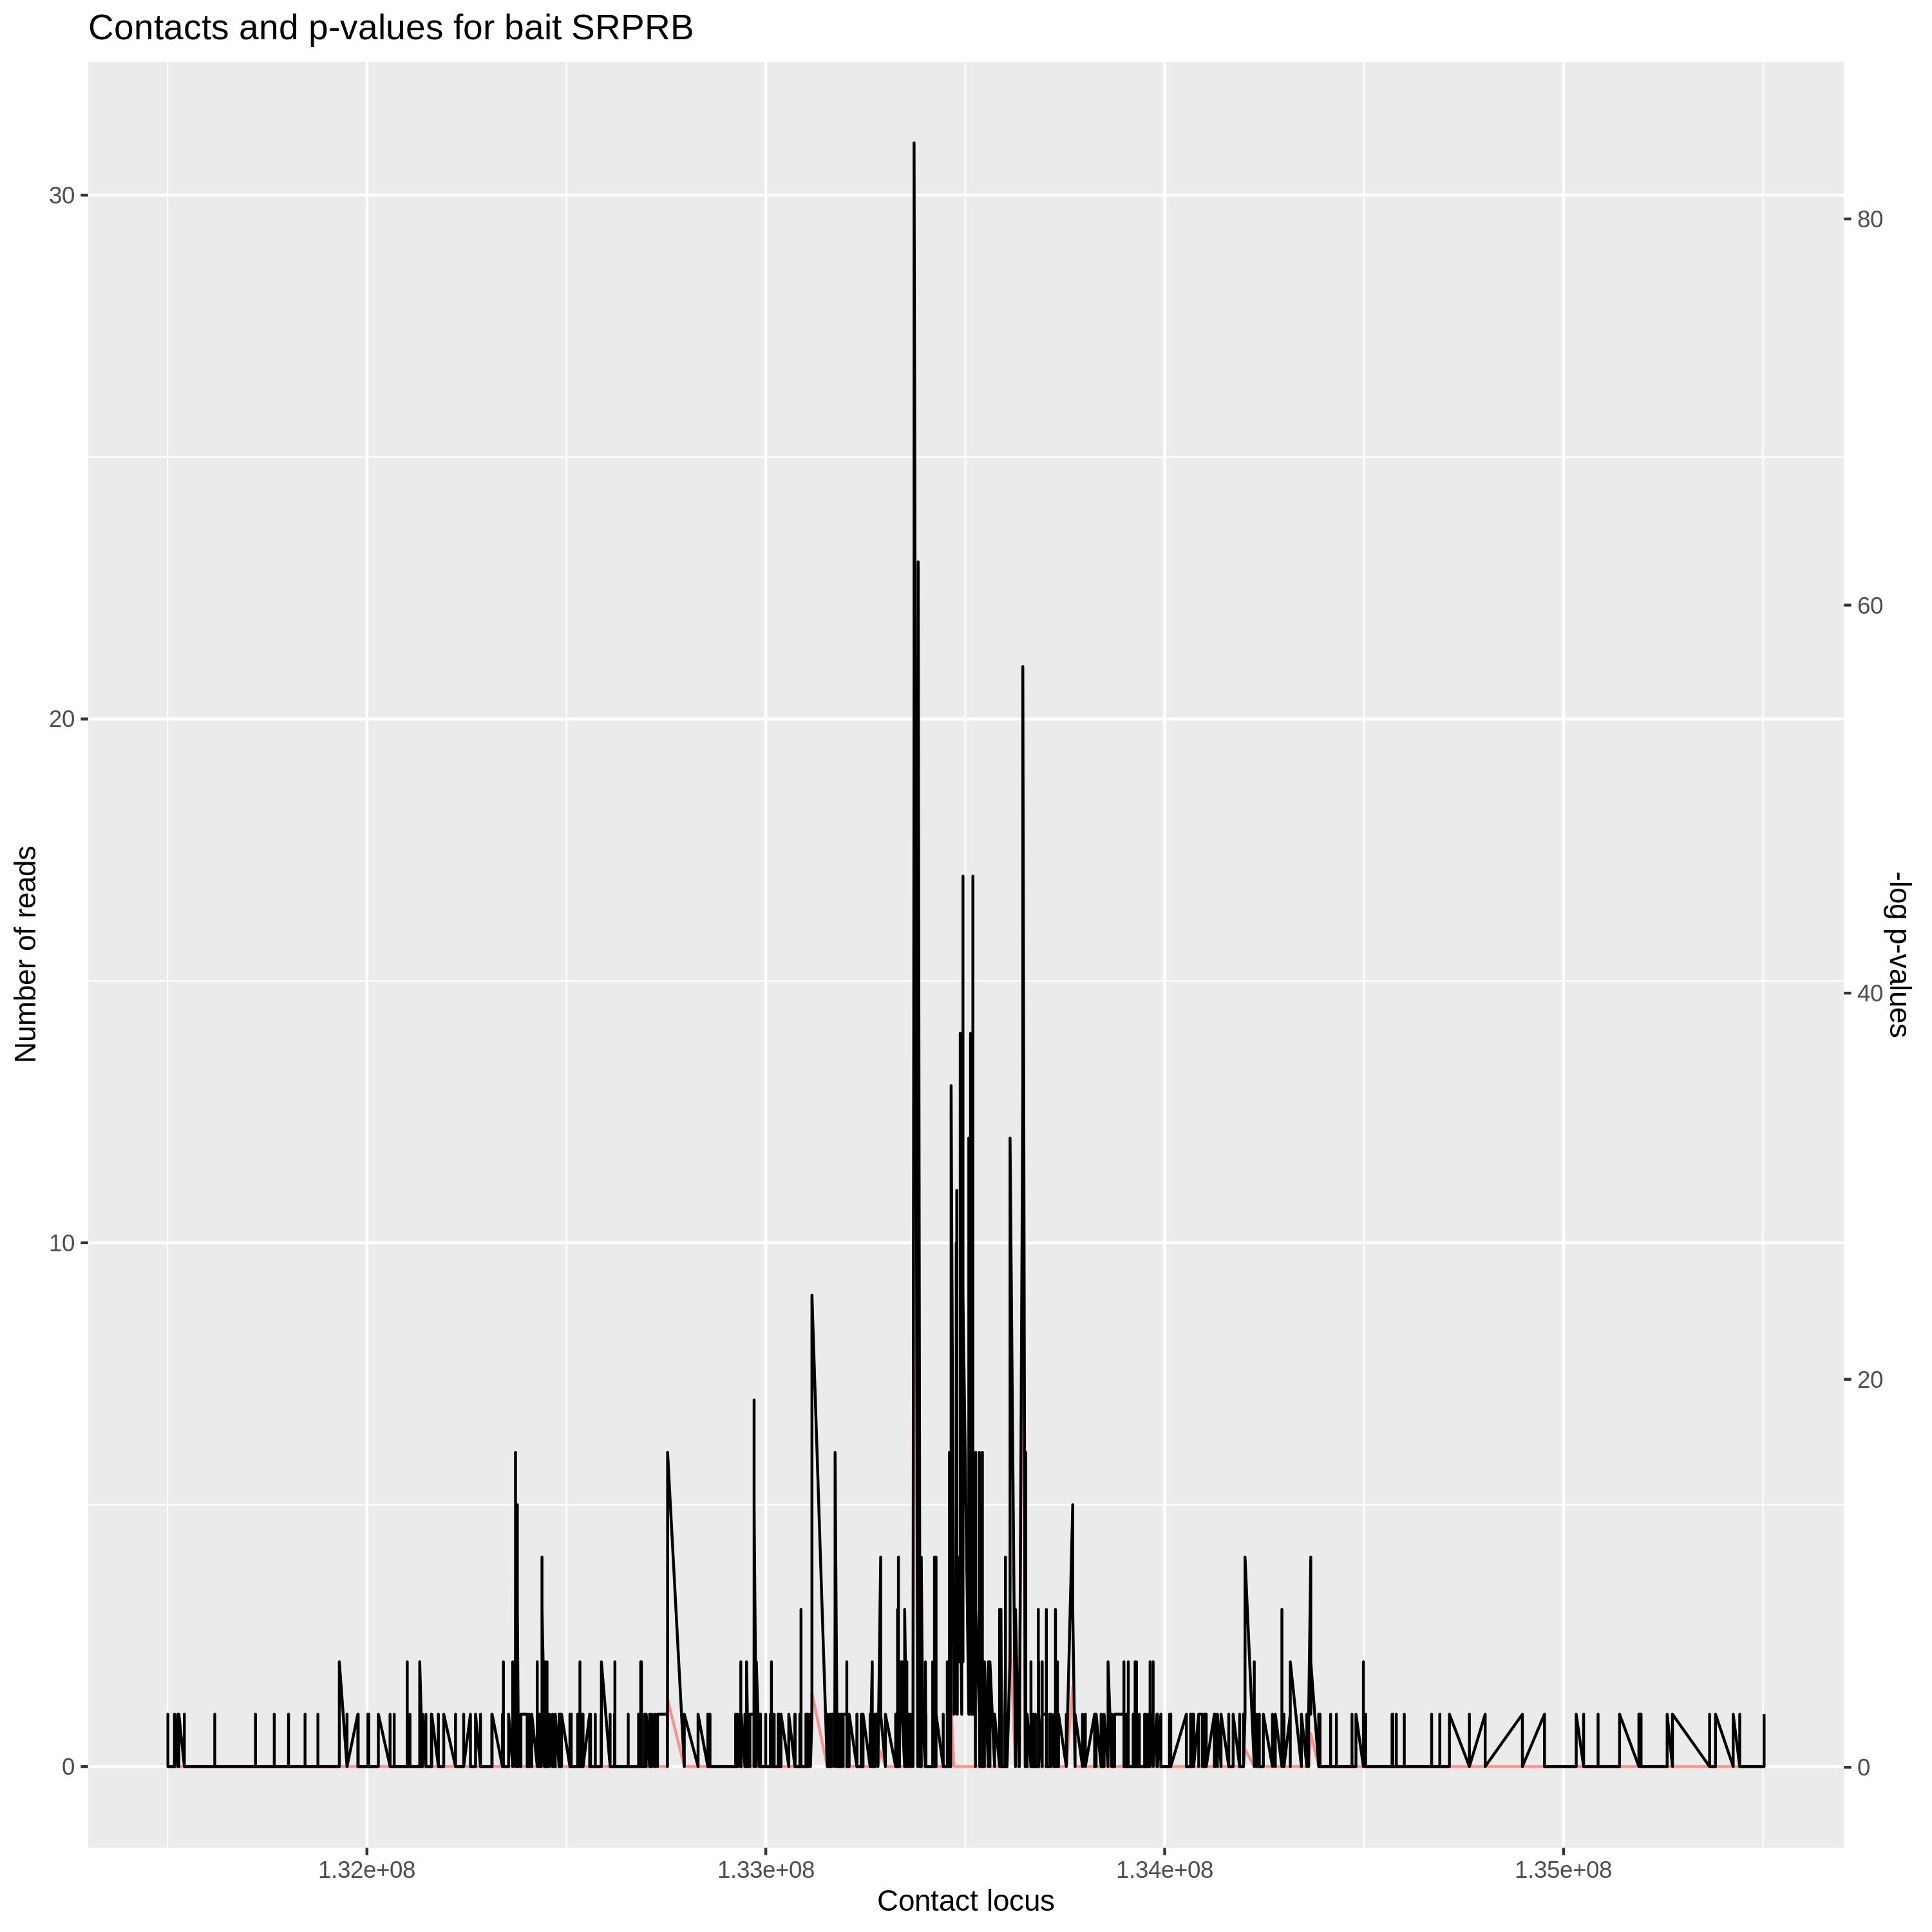 Contacts and p-values for bait SRPRB
30
20
10
0
80
60
40
20
0
Number of reads
-log p-values
1.32e+08
1.33e+08
1.34e+08
1.35e+08
Contact locus